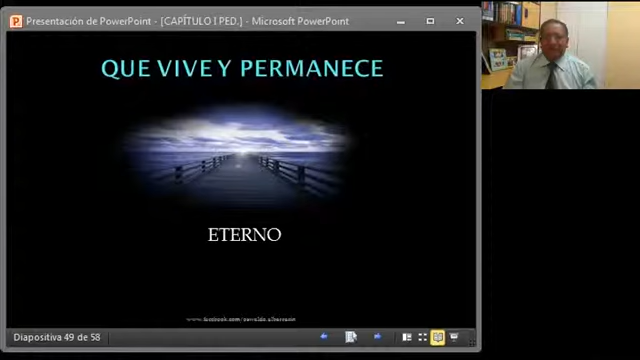 Presentación de PowerPoint - [CAPÍTULO I PED.] - Microsoft PowerPoint
QUE VIVE Y PERMANECE
ETERNO
Diapositiva 49 de 58